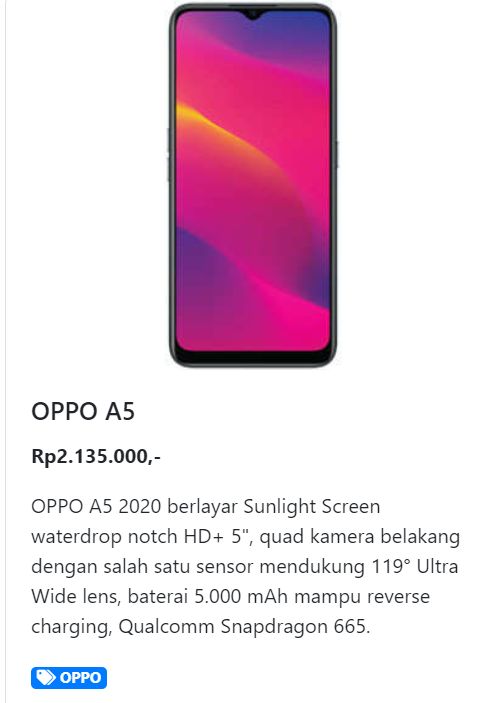 OPPO A5
Rp2.135.000,-
OPPO A5 2020 berlayar Sunlight Screen
waterdrop notch HD+ 5", quad kamera belakang
dengan salah satu sensor mendukung 119° Ultra
Wide lens, baterai 5.000 mAh mampu reverse
charging, Qualcomm Snapdragon 665.
OPPO